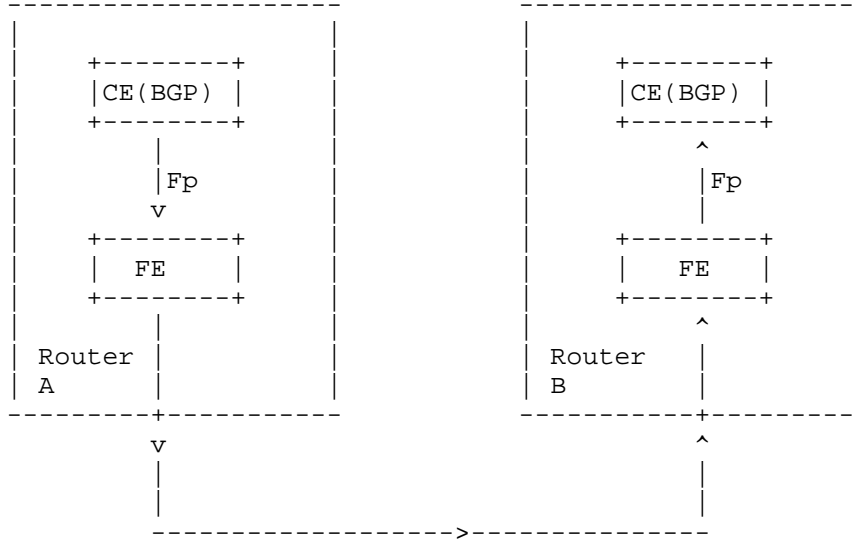 CE(BGP) CE(BGP)
Fp Fp
v
FE FE
Router Router
A B
v